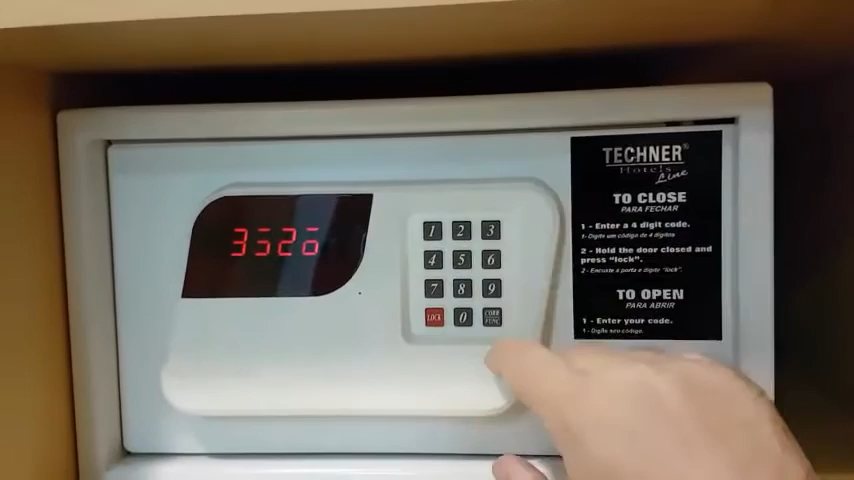 3526
1 2 3
4 5 6
7 8 9
LOCK 0
TECHNER®
Hotels
Line
TO CLOSE
PARA FECHAR
1 - Enter a 4 digit code.
1 - Digite um código de 4 dígitos
2 - Hold the door closed and
press "lock".
2 - Encoste a porta e digite "lock".
TO OPEN
PARA ABRIR
1 - Enter your code.
1 - Digite seu código.